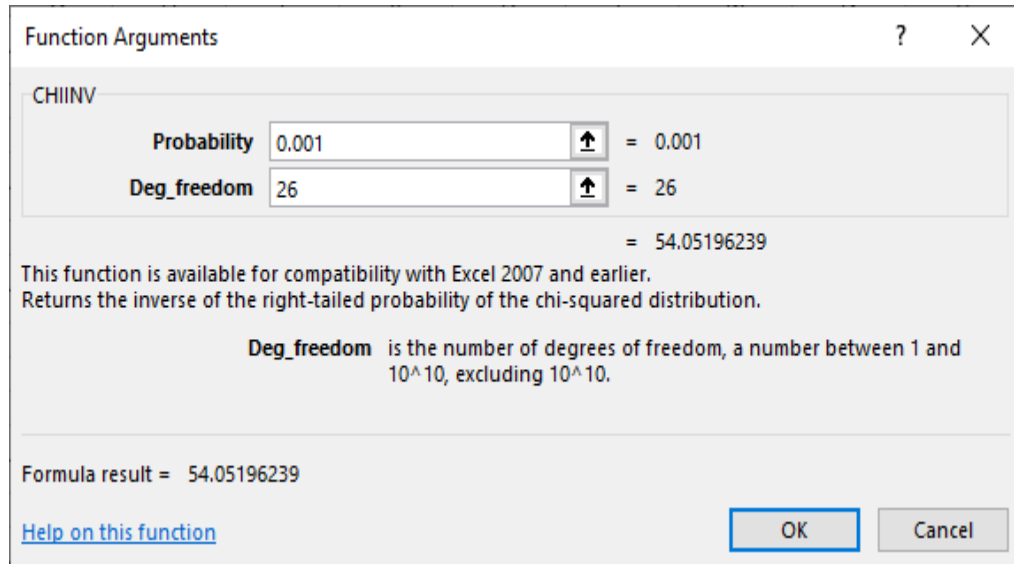 Function Arguments ? X
CHIINV
Probability 0.001 = 0.001
Deg_freedom 26 = 26
= 54.05196239
This function is available for compatibility with Excel 2007 and earlier.
Returns the inverse of the right-tailed probability of the chi-squared distribution.
Deg_freedom is the number of degrees of freedom, a number between 1 and
10^10, excluding 10^10.
Formula result = 54.05196239
Help on this function OK Cancel